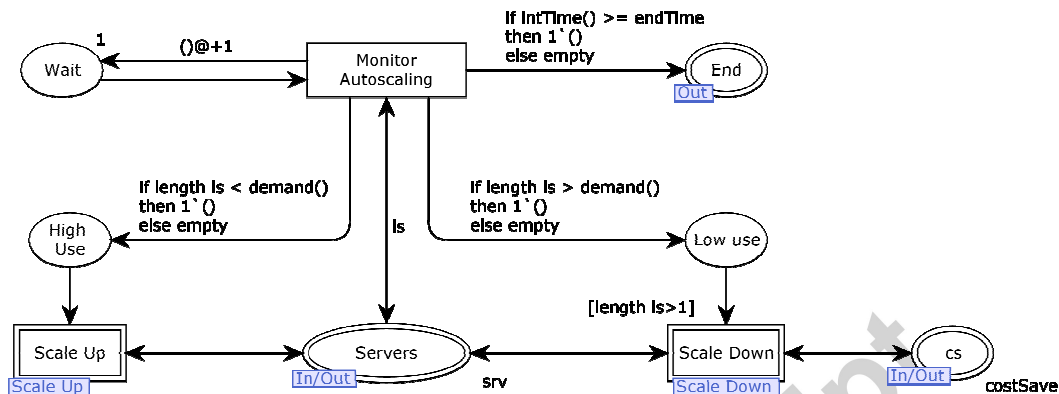 if intTime() >= endTime
then 1`()
else empty
1
()@+1
Wait
Monitor
Autoscaling
End
Out
if length ls < demand()
then 1`()
else empty
if length ls > demand()
then 1`()
else empty
ls
High
Use
Low use
[length ls>1]
Scale Up
Servers
Scale Down
cs
Scale Up
In/Out
srv
Scale Down
In/Out
costSave